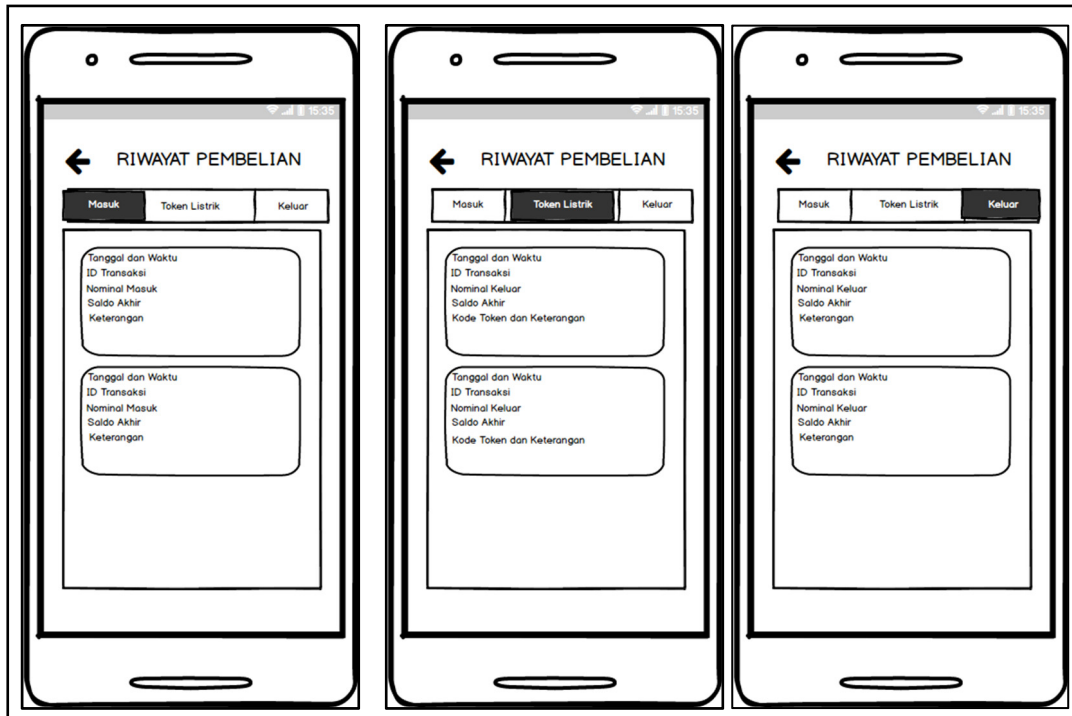 15:35
RIWAYAT PEMBELIAN
Masuk Token Listrik Keluar
Tanggal dan Waktu
ID Transaksi
Nominal Masuk
Saldo Akhir
Keterangan
Tanggal dan Waktu
ID Transaksi
Nominal Masuk
Saldo Akhir
Keterangan
15:35
RIWAYAT PEMBELIAN
Masuk Token Listrik Keluar
Tanggal dan Waktu
ID Transaksi
Nominal Keluar
Saldo Akhir
Kode Token dan Keterangan
Tanggal dan Waktu
ID Transaksi
Nominal Keluar
Saldo Akhir
Kode Token dan Keterangan
15:35
RIWAYAT PEMBELIAN
Masuk Token Listrik Keluar
Tanggal dan Waktu
ID Transaksi
Nominal Keluar
Saldo Akhir
Keterangan
Tanggal dan Waktu
ID Transaksi
Nominal Keluar
Saldo Akhir
Keterangan